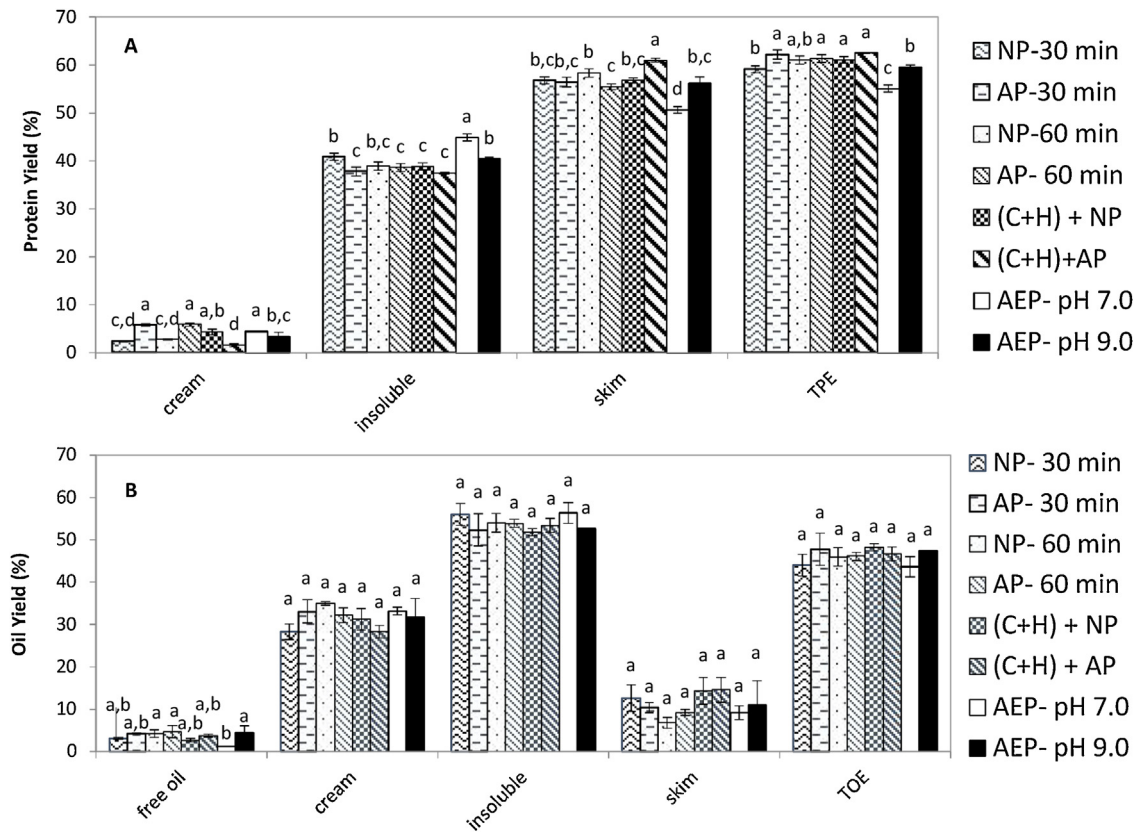 A
Protein Yield (%)
70
60
50
40
30
20
10
0
c,d a c,d a a,b d a b,c
b c b,c c c c a b
b,c b,c b c b,c a d b,c
b a a,b a a a c b
cream insoluble skim TPE
NP-30 min
AP-30 min
NP-60 min
AP- 60 min
(C+H) + NP
(C+H)+AP
AEP- pH 7.0
AEP- pH 9.0
B
Oil Yield (%)
70
60
50
40
30
20
10
0
a,b a,b a a a,b a,b b a
a a a a a a a a
a a a a a a a a
a a a a a a a a
a a a a a a a a
free oil cream insoluble skim TOE
NP- 30 min
AP- 30 min
NP- 60 min
AP- 60 min
(C+H) + NP
(C+H) + AP
AEP- pH 7.0
AEP- pH 9.0